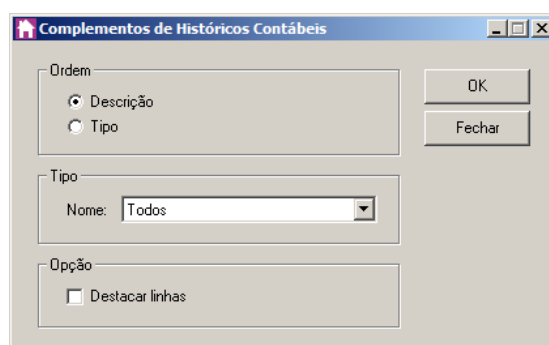 Complementos de Históricos Contábeis
Ordem
Descrição
Tipo
OK
Fechar
Tipo
Nome: Todos
Opção
Destacar linhas